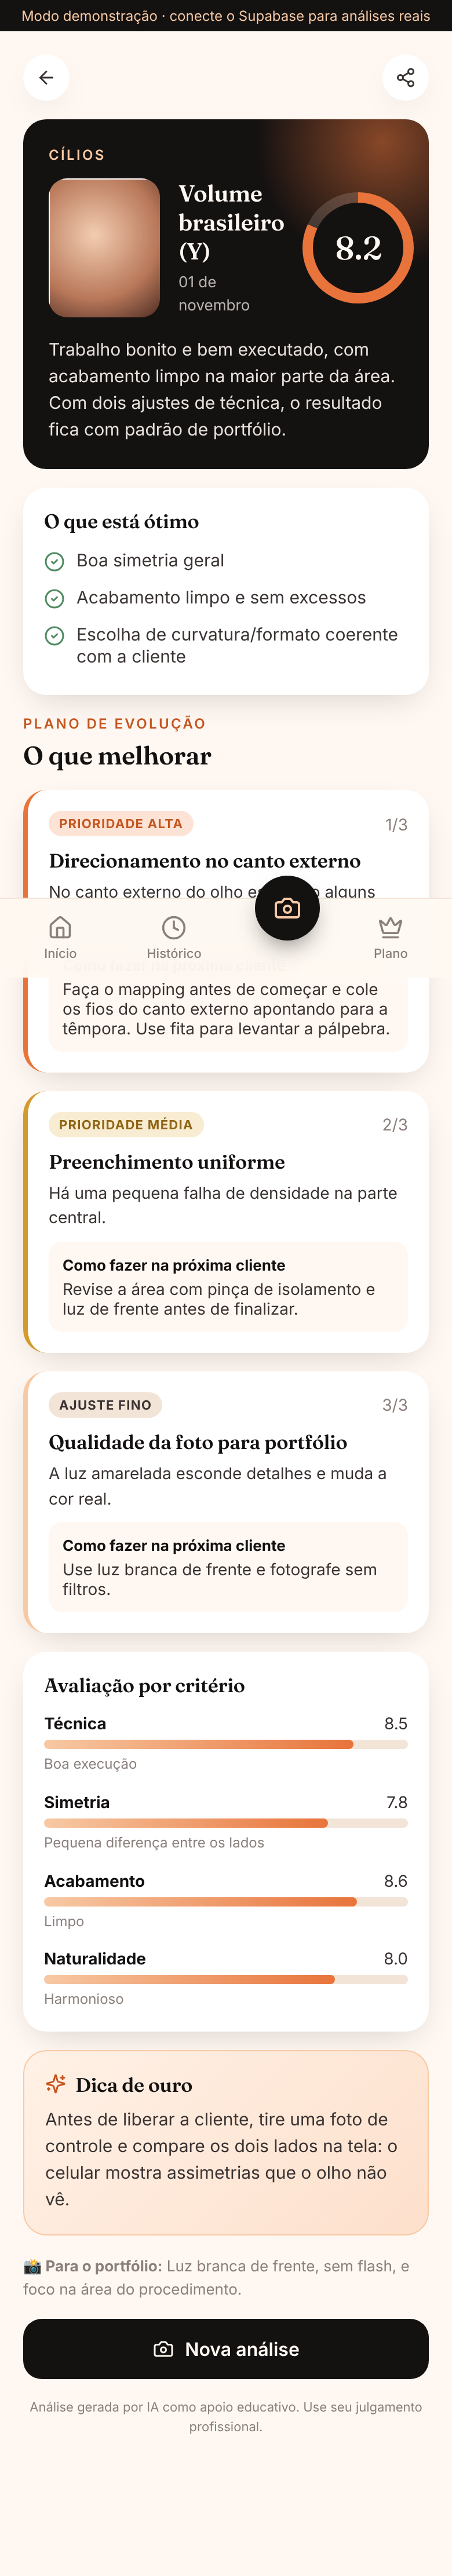 Modo demonstração · conecte o Supabase para análises reais
CÍLIOS
Volume
brasileiro
(Y)
01 de
novembro
8.2
Trabalho bonito e bem executado, com
acabamento limpo na maior parte da área.
Com dois ajustes de técnica, o resultado
fica com padrão de portfólio.
O que está ótimo
Boa simetria geral
Acabamento limpo e sem excessos
Escolha de curvatura/formato coerente
com a cliente
PLANO DE EVOLUÇÃO
O que melhorar
PRIORIDADE ALTA
1/3
Direcionamento no canto externo
No canto externo do olho alguns
Início
Histórico
Plano
Como fazer na próxima cliente
Faça o mapping antes de começar e cole
os fios do canto externo apontando para a
têmpora. Use fita para levantar a pálpebra.
PRIORIDADE MÉDIA
2/3
Preenchimento uniforme
Há uma pequena falha de densidade na parte
central.
Como fazer na próxima cliente
Revise a área com pinça de isolamento e
luz de frente antes de finalizar.
AJUSTE FINO
3/3
Qualidade da foto para portfólio
A luz amarelada esconde detalhes e muda a
cor real.
Como fazer na próxima cliente
Use luz branca de frente e fotografe sem
filtros.
Avaliação por critério
Técnica
8.5
Boa execução
Simetria
7.8
Pequena diferença entre os lados
Acabamento
8.6
Limpo
Naturalidade
8.0
Harmonioso
Dica de ouro
Antes de liberar a cliente, tire uma foto de
controle e compare os dois lados na tela: o
celular mostra assimetrias que o olho não
vê.
📸 Para o portfólio: Luz branca de frente, sem flash, e
foco na área do procedimento.
Nova análise
Análise gerada por IA como apoio educativo. Use seu julgamento
profissional.